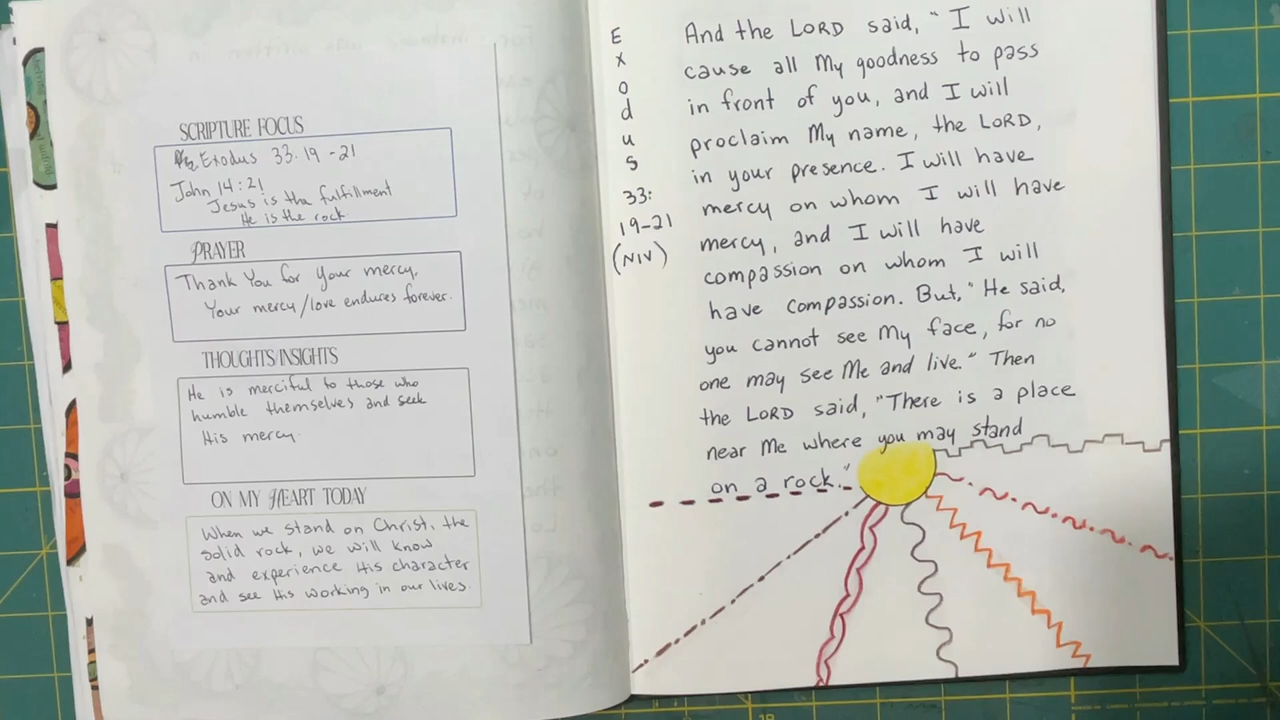 SCRIPTURE FOCUS
Exodus 33:19-21
John 14:21
Jesus is the fulfillment
He is the rock
PRAYER
Thank You for Your mercy.
Your mercy/love endures forever.
THOUGHTS/INSIGHTS
He is merciful to those who
humble themselves and seek
His mercy.
ON MY HEART TODAY
When we stand on Christ, the
solid rock, we will know
and experience His character
and see His working in our lives.
Exodus
33:
19-21
(NIV)
And the LORD said, "I will
cause all My goodness to pass
in front of you, and I will
proclaim My name, the LORD,
in your presence. I will have
mercy on whom I will have
mercy, and I will have
compassion on whom I will
have compassion. But," He said,
you cannot see My face, for no
one may see Me and live." Then
the LORD said, "There is a place
near Me where you may stand
on a rock."